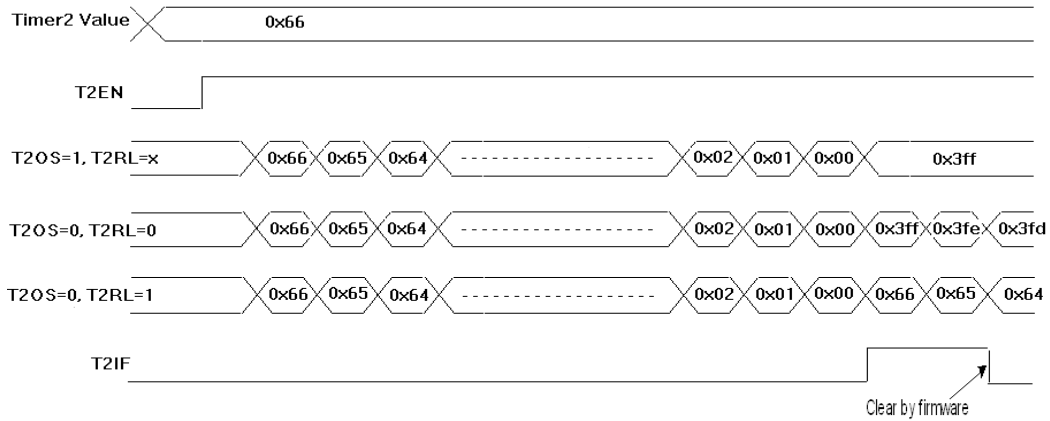 Timer2 Value 0x66
T2EN
T2OS=1, T2RL=x 0x66 0x65 0x64 0x02 0x01 0x00 0x3ff
T2OS=0, T2RL=0 0x66 0x65 0x64 0x02 0x01 0x00 0x3ff 0x3fe 0x3fd
T2OS=0, T2RL=1 0x66 0x65 0x64 0x02 0x01 0x00 0x66 0x65 0x64
T2IF
Clear by firmware